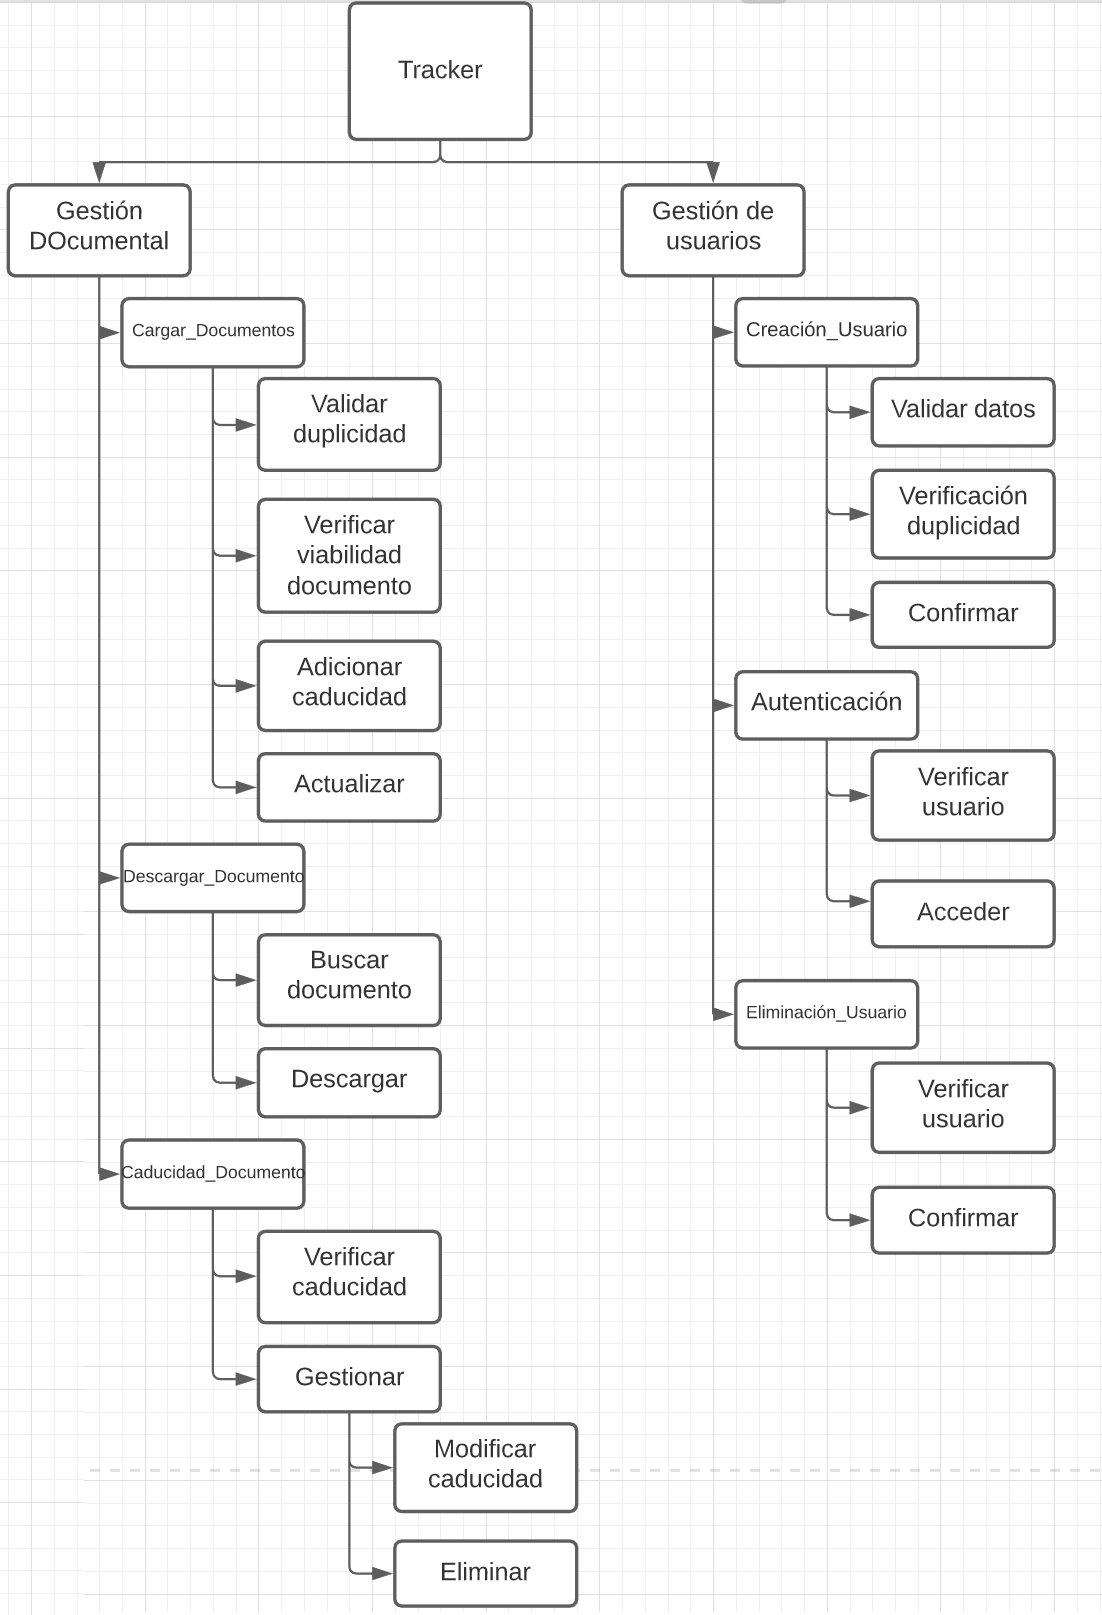 Tracker
Gestión
DOcumental
Cargar_Documentos
Validar
duplicidad
Verificar
viabilidad
documento
Adicionar
caducidad
Actualizar
Descargar_Documento
Buscar
documento
Descargar
Caducidad_Documento
Verificar
caducidad
Gestionar
Modificar
caducidad
Eliminar
Gestión de
usuarios
Creación_Usuario
Validar datos
Verificación
duplicidad
Confirmar
Autenticación
Verificar
usuario
Acceder
Eliminación_Usuario
Verificar
usuario
Confirmar